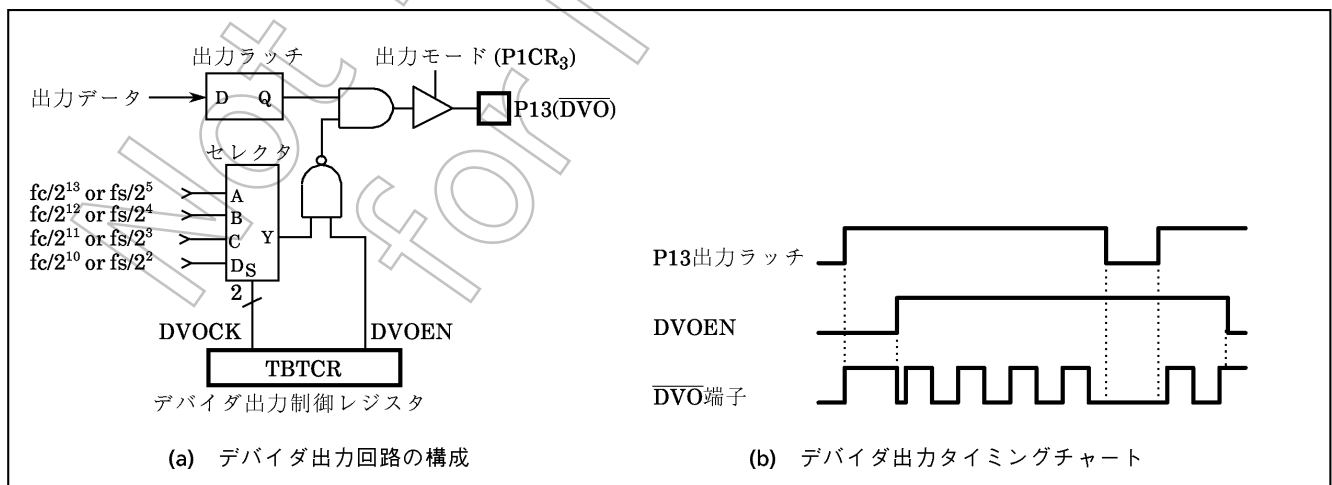 出力ラッチ
出力モード (P1CR3)
出力データ
D Q
P13(DVO)
セレクタ
fc/2^13 or fs/2^5
fc/2^12 or fs/2^4
fc/2^11 or fs/2^3
fc/2^10 or fs/2^2
A
B
C
D
Y
S
2
DVOCK
DVOEN
TBTCR
デバイダ出力制御レジスタ
(a) デバイダ出力回路の構成
P13出力ラッチ
DVOEN
DVO端子
(b) デバイダ出力タイミングチャート
Not
for